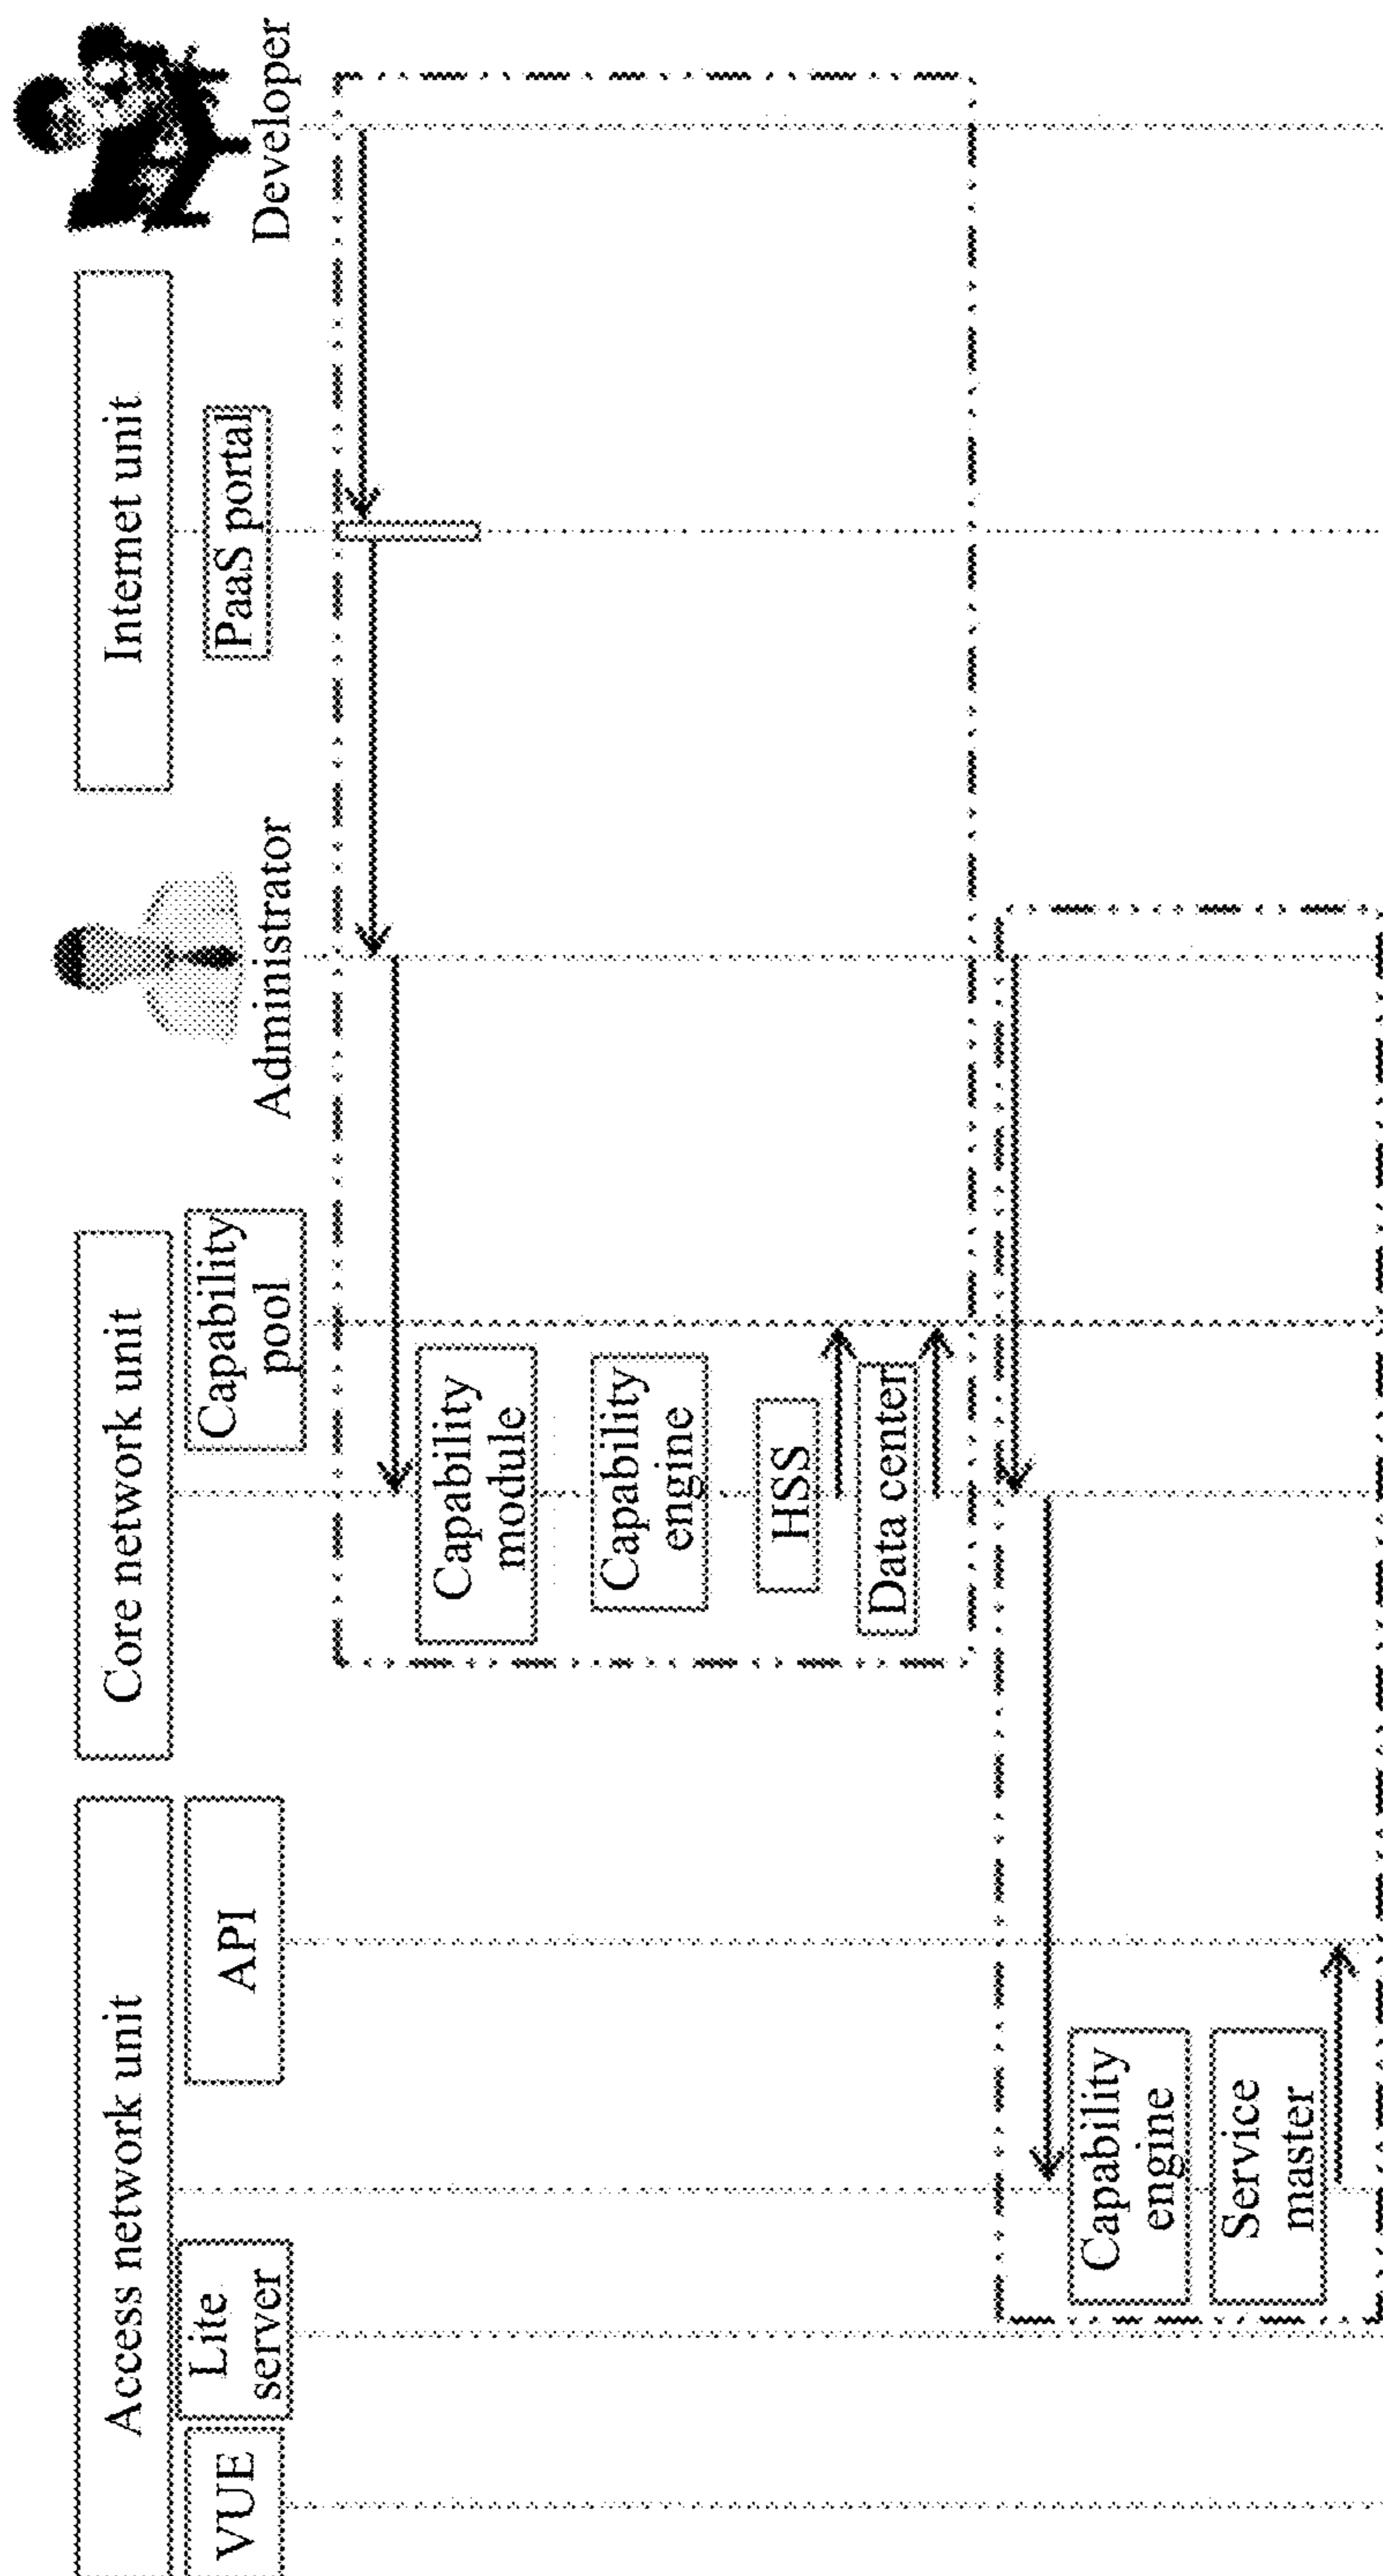 Access network unit
Core network unit
Internet unit
VUE
Lite
server
API
Capability
pool
Administrator
PaaS portal
Developer
Capability
module
Capability
engine
HSS
Data center
Capability
engine
Service
master